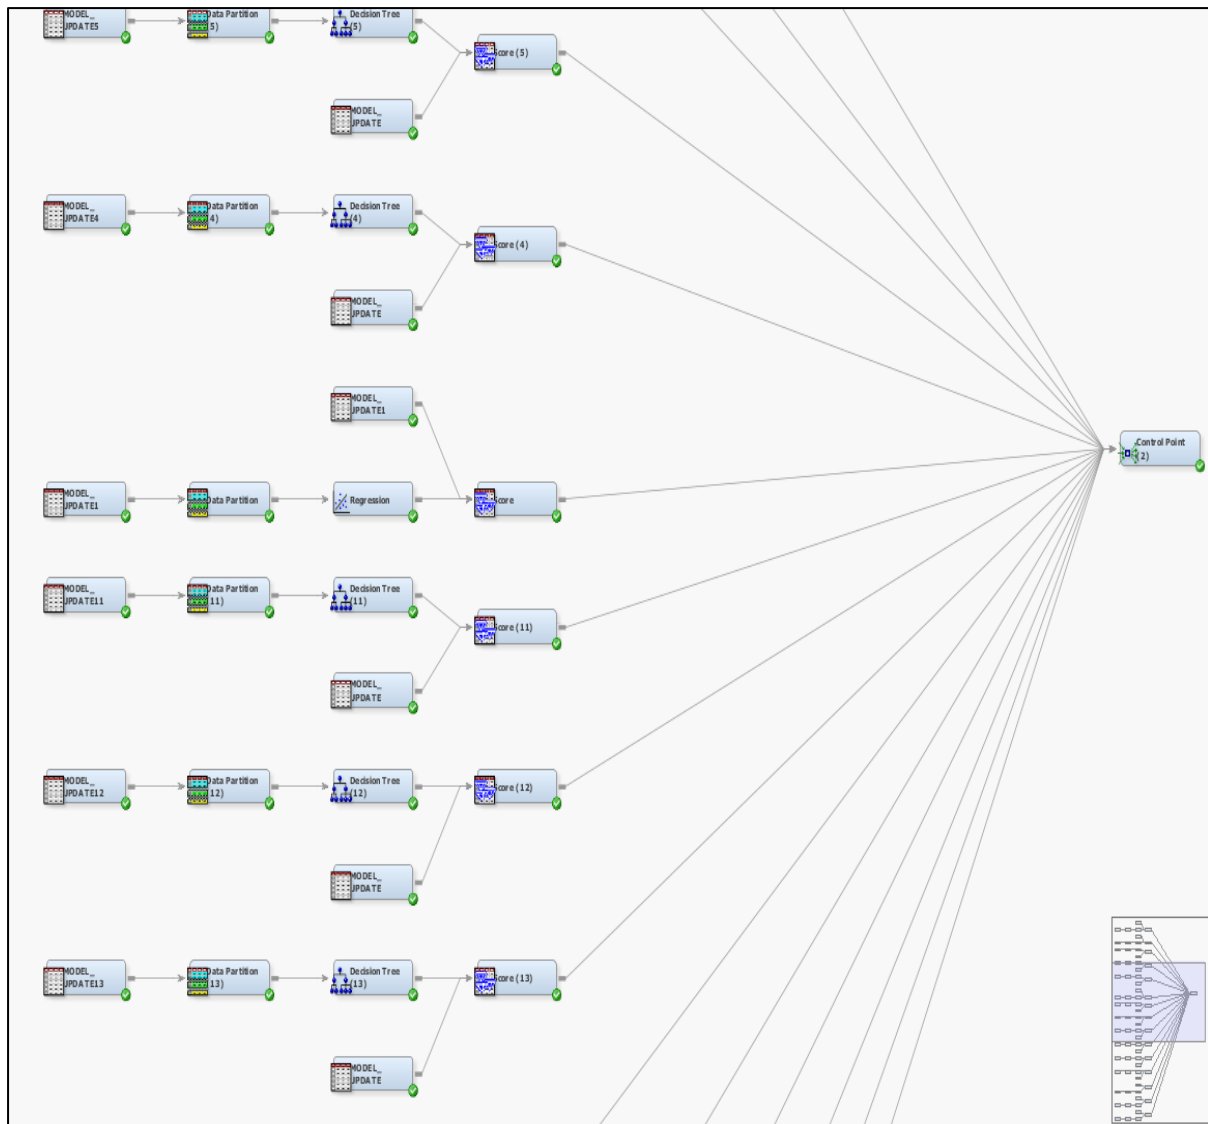 MODEL_
UPDATE5
Data Partition
(5)
Decision Tree
(5)
Score (5)
MODEL_
UPDATE
MODEL_
UPDATE4
Data Partition
(4)
Decision Tree
(4)
Score (4)
MODEL_
UPDATE
MODEL_
UPDATE1
Control Point
(2)
MODEL_
UPDATE1
Data Partition
Regression
Score
MODEL_
UPDATE11
Data Partition
(11)
Decision Tree
(11)
Score (11)
MODEL_
UPDATE
MODEL_
UPDATE12
Data Partition
(12)
Decision Tree
(12)
Score (12)
MODEL_
UPDATE
MODEL_
UPDATE13
Data Partition
(13)
Decision Tree
(13)
Score (13)
MODEL_
UPDATE